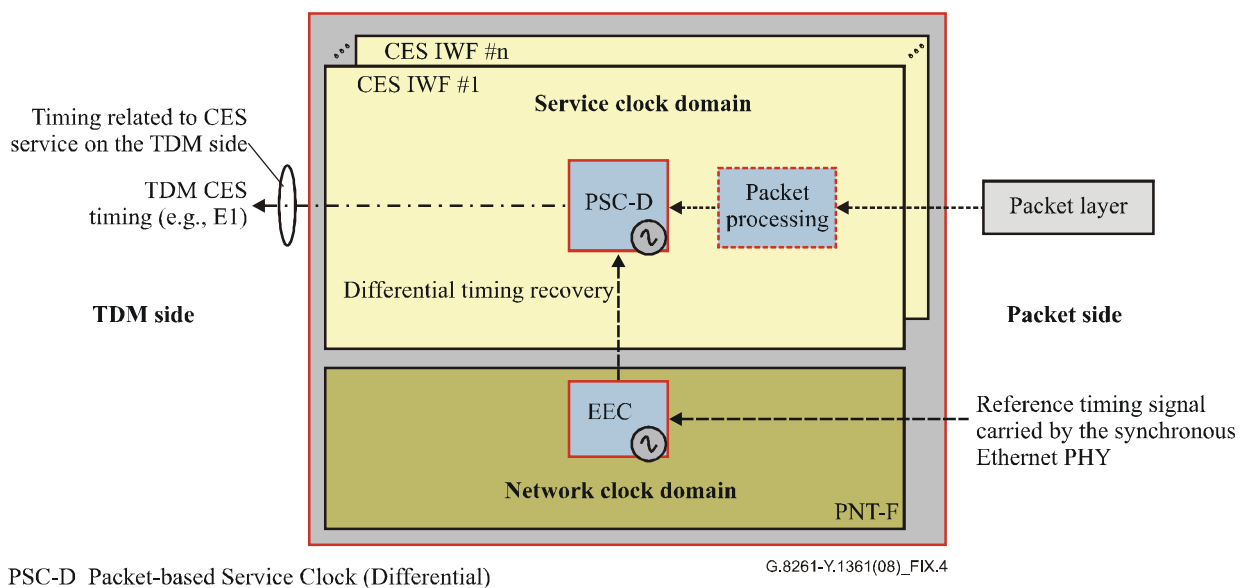 CES IWF #n
CES IWF #1
Service clock domain
Timing related to CES
service on the TDM side
TDM CES
timing (e.g., E1)
PSC-D
Packet
processing
Packet layer
Differential timing recovery
TDM side
Packet side
EEC
Reference timing signal
carried by the synchronous
Ethernet PHY
Network clock domain
PNT-F
G.8261-Y.1361(08)_FIX.4
PSC-D Packet-based Service Clock (Differential)